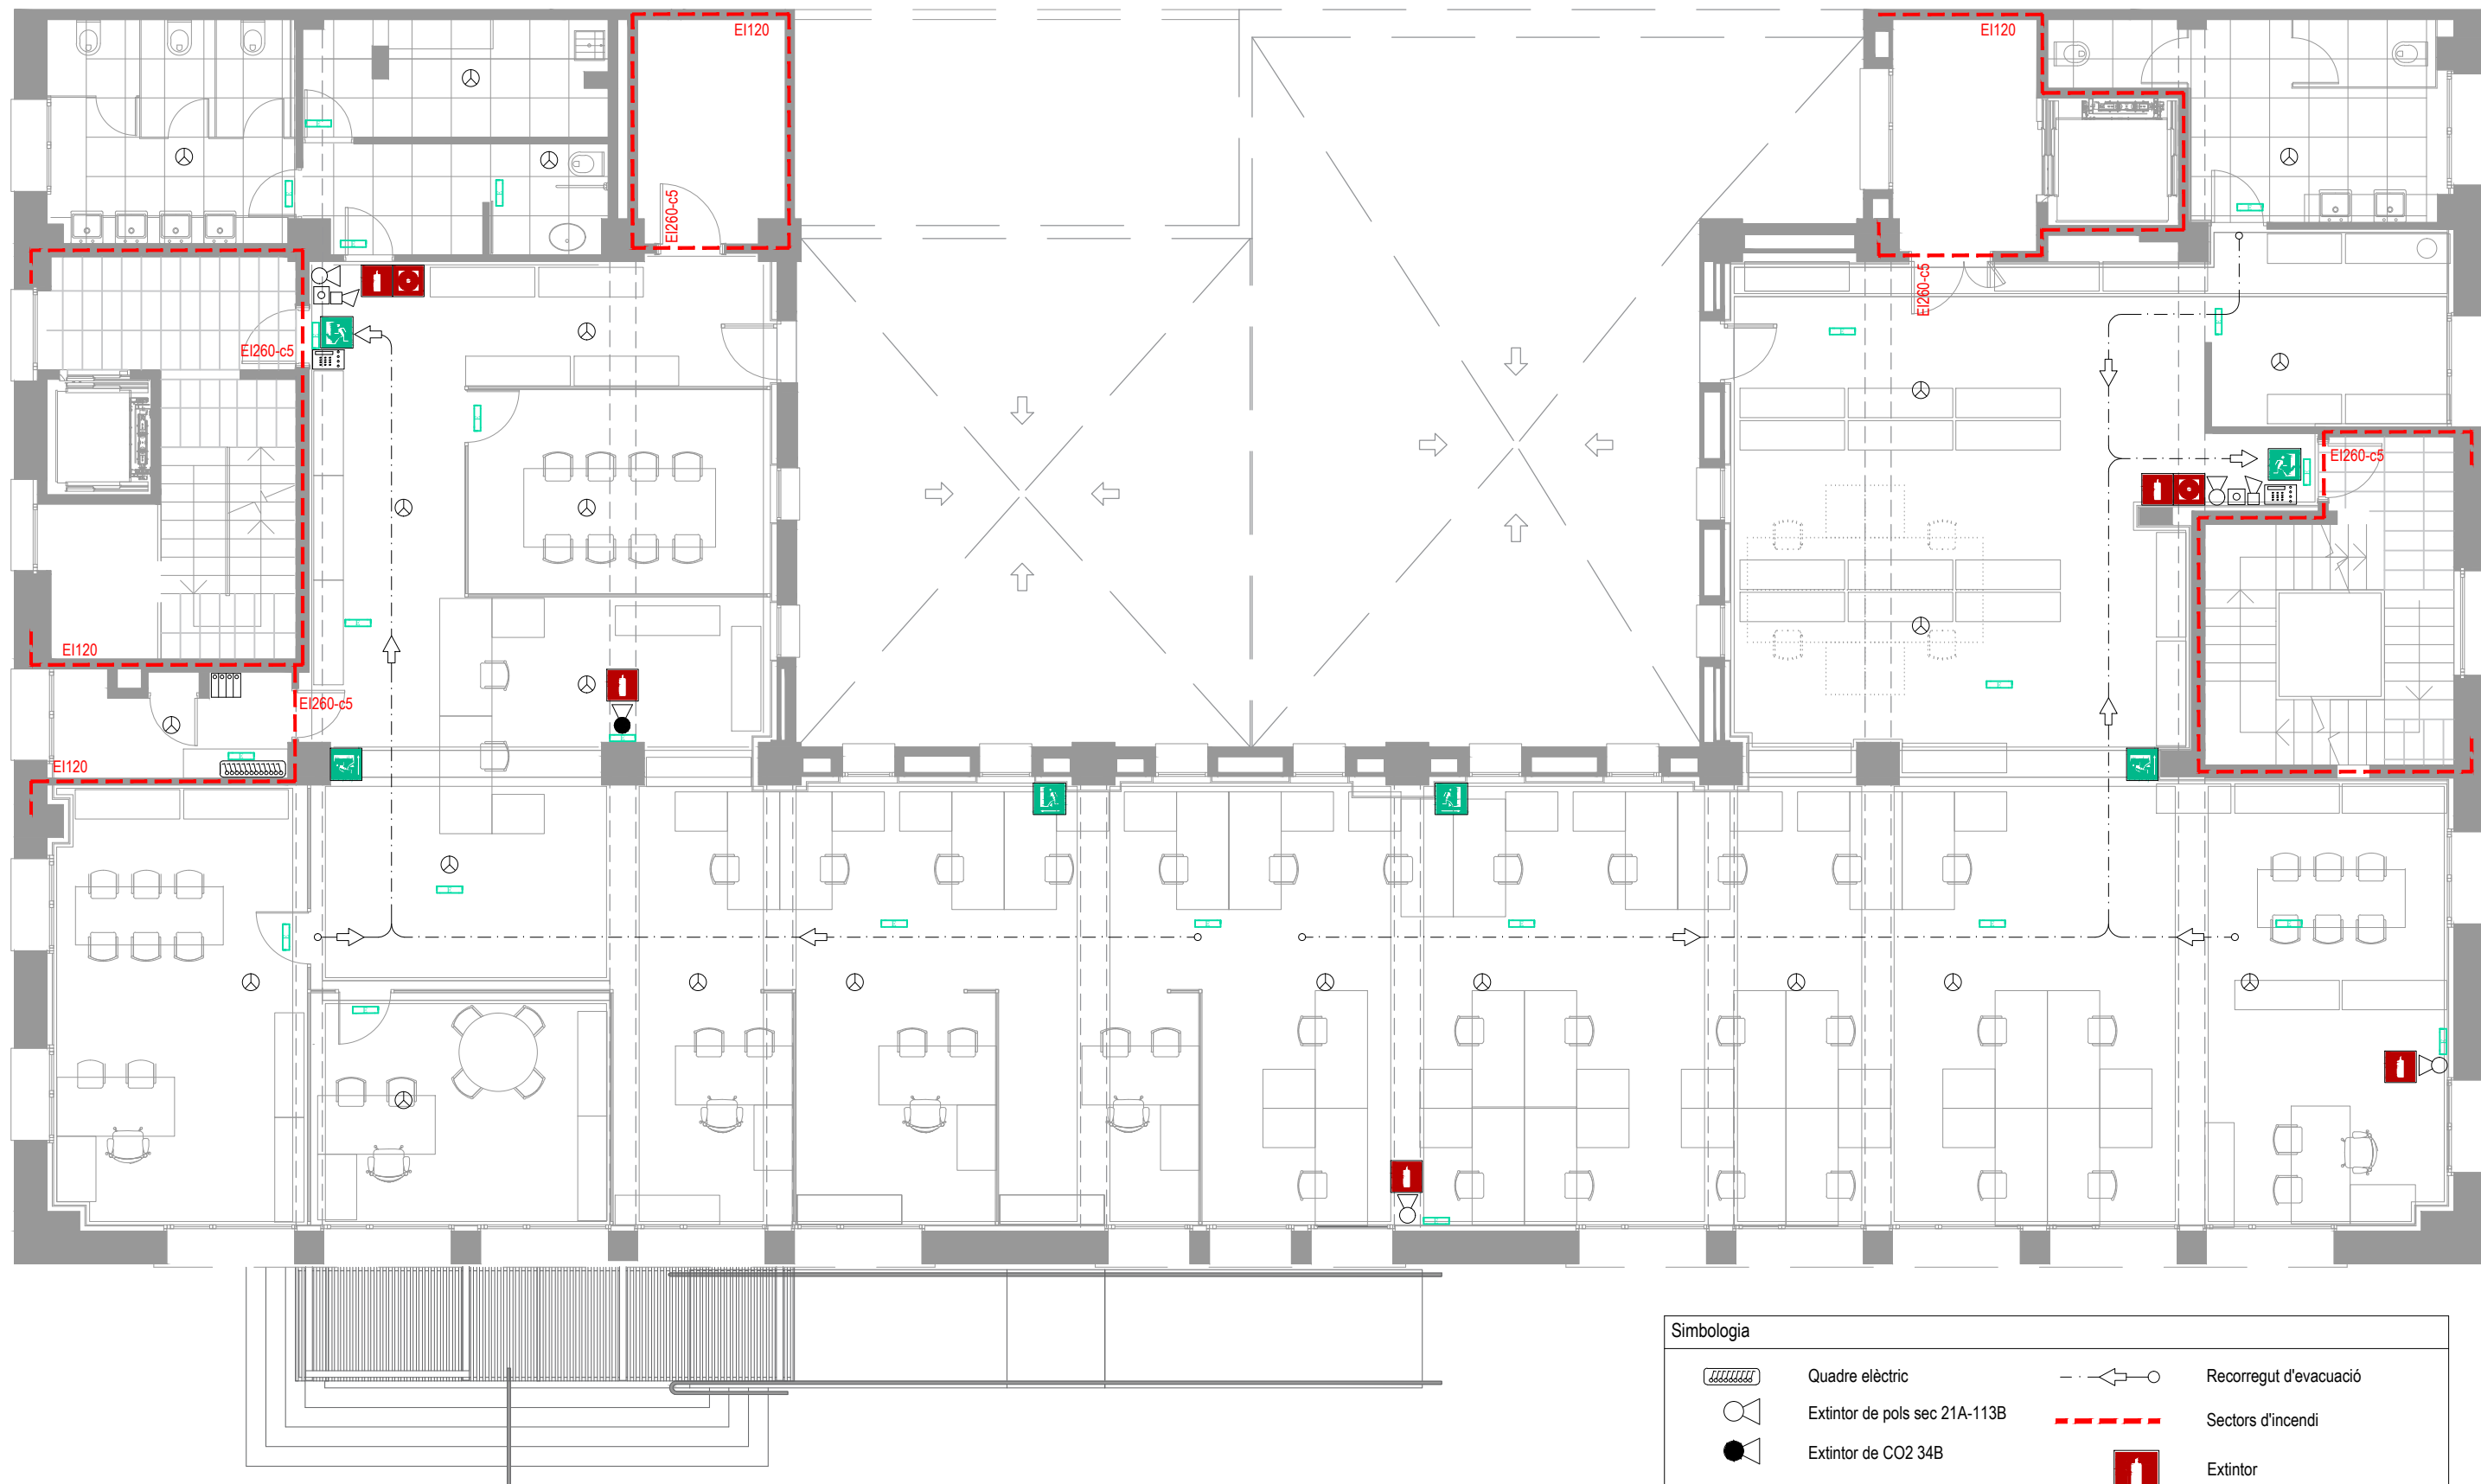 EI120
EI120
EI260-c5
EI260-c5
EI260-c5
EI260-c5
EI120
EI260-c5
EI120
Simbologia
Quadre elèctric
Recorregut d'evacuació
Extintor de pols sec 21A-113B
Sectors d'incendi
Extintor de CO2 34B
Extintor